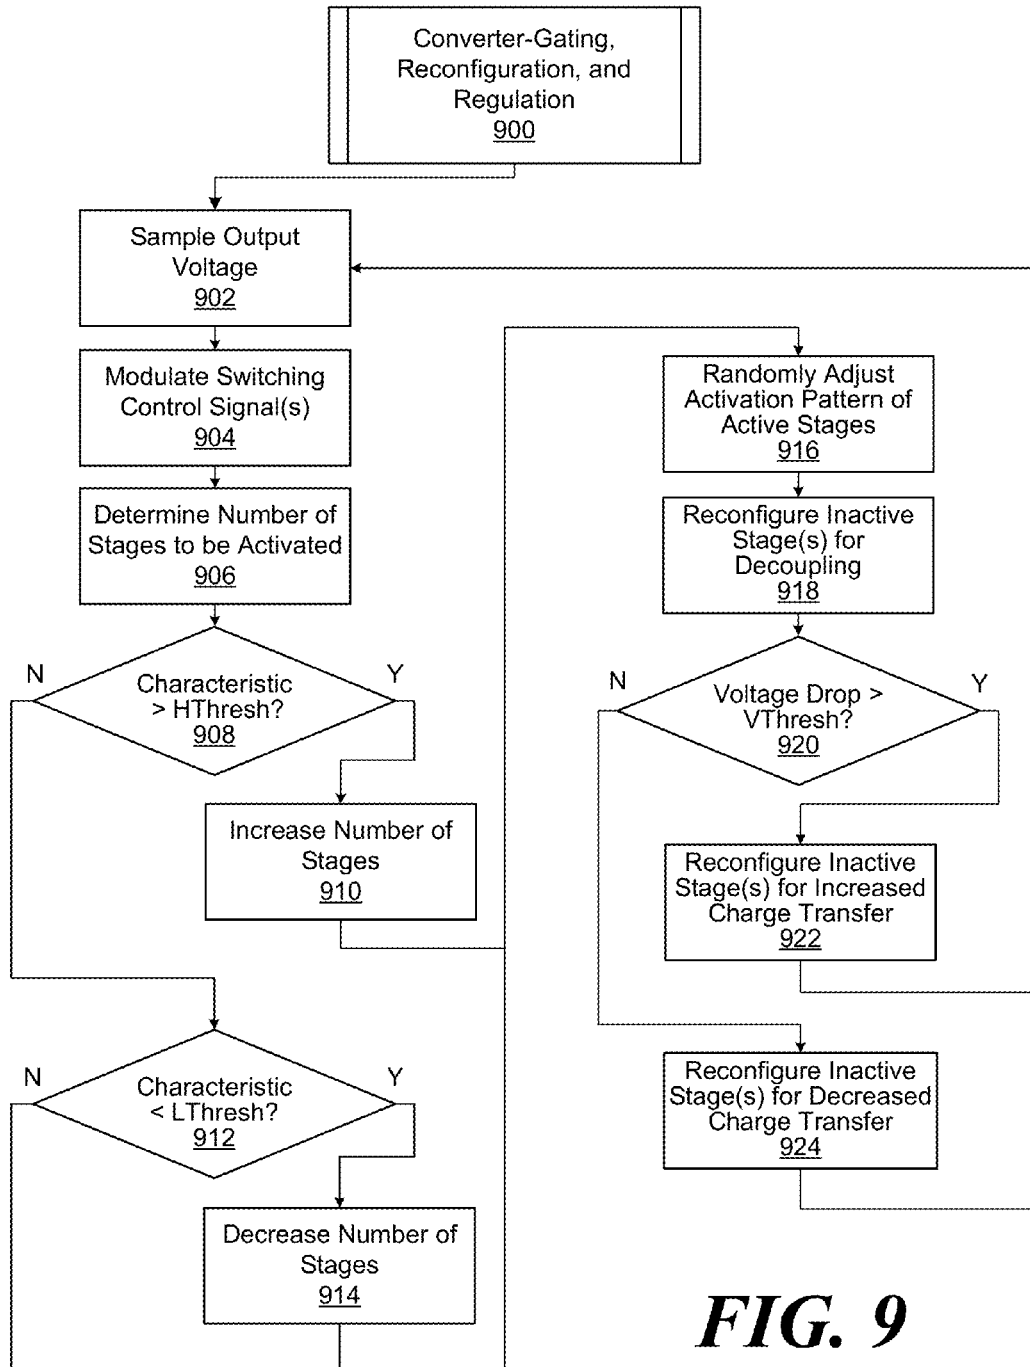 Converter-Gating,
Reconfiguration, and
Regulation
900
Sample Output
Voltage
902
Modulate Switching
Control Signal(s)
904
Determine Number of
Stages to be Activated
906
N
Y
Characteristic
> HThresh?
908
Increase Number of
Stages
910
N
Y
Characteristic
< LThresh?
912
Decrease Number of
Stages
914
Randomly Adjust
Activation Pattern of
Active Stages
916
Reconfigure Inactive
Stage(s) for
Decoupling
918
N
Y
Voltage Drop >
VThresh?
920
Reconfigure Inactive
Stage(s) for Increased
Charge Transfer
922
Reconfigure Inactive
Stage(s) for Decreased
Charge Transfer
924
FIG. 9